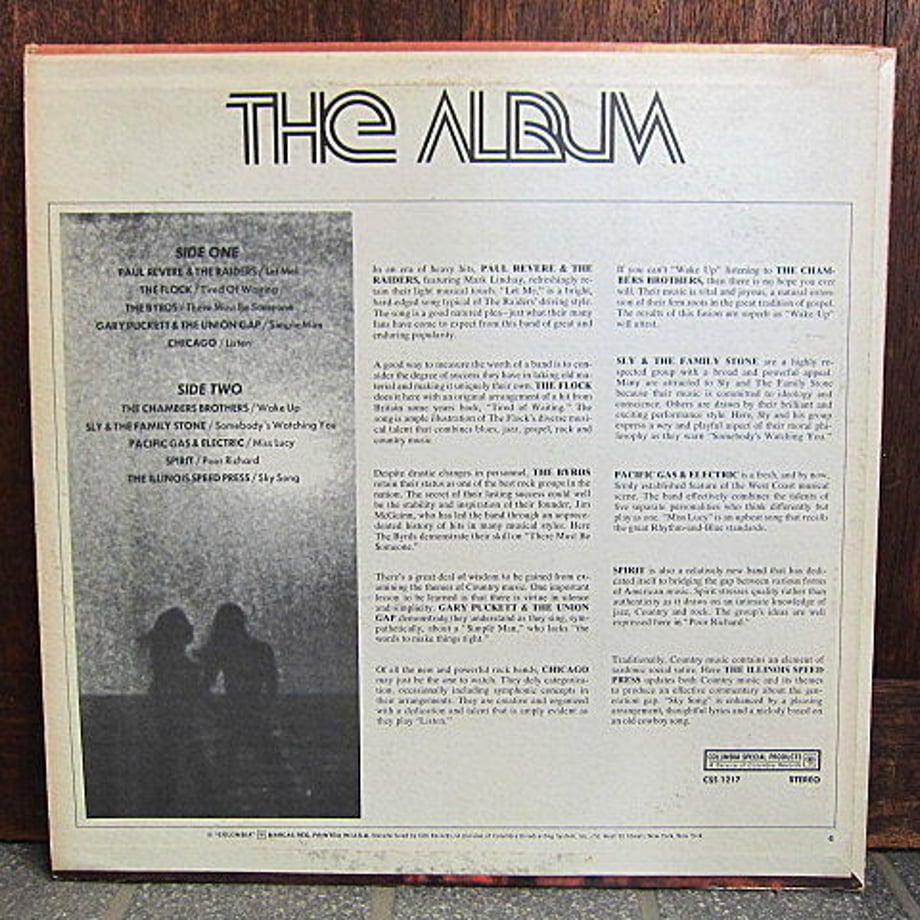 THE ALBUM
SIDE ONE
PAUL REVERE & THE RAIDERS / Let Me!
THE FLOCK / Tired Of Waiting
THE BYRDS / There Must Be Someone
GARY PUCKETT & THE UNION GAP / Simple Man
CHICAGO / Listen
SIDE TWO
THE CHAMBERS BROTHERS / Wake Up
SLY & THE FAMILY STONE / Somebody's Watching You
PACIFIC GAS & ELECTRIC / Miss Lucy
SPIRIT / Poor Richard
THE ILLINOIS SPEED PRESS / Sky Song
In an era of heavy hits, PAUL REVERE & THE
RAIDERS, featuring Mark Lindsay, refreshingly re-
tain their light musical touch. "Let Me," is a bright,
hard-edged song typical of The Raiders' driving style.
The song is a good natured plea–just what their many
fans have come to expect from this band of great and
enduring popularity.
A good way to measure the worth of a band is to con-
sider the degree of success they have in taking old ma-
terial and making it uniquely their own. THE FLOCK
does it here with an original arrangement of a hit from
Britain some years back, "Tired of Waiting." The
song is ample illustration of The Flock's diverse musi-
cal talent that combines blues, jazz, gospel, rock and
country music.
Despite drastic changes in personnel, THE BYRDS
retain their status as one of the best rock groups in the
nation. The secret of their lasting success could well
be the stability and inspiration of their founder, Jim
McGuinn, who has led the band through an unprece-
dented history of hits in many musical styles. Here
The Byrds demonstrate their skill on "There Must Be
Someone."
There's a great deal of wisdom to be gained from ex-
amining the themes of Country music. One important
lesson to be learned is that there is virtue in silence
and simplicity. GARY PUCKETT & THE UNION
GAP demonstrate they understand as they sing, sym-
pathetically, about a "Simple Man," who lacks "the
words to make things right."
Of all the new and powerful rock bands, CHICAGO
may just be the one to watch. They defy categoriza-
tion, occasionally including symphonic concepts in
their arrangements. They are creative and organized
with a dedication and talent that is amply evident as
they play "Listen."
If you can't "Wake Up" listening to THE CHAM-
BERS BROTHERS, then there is no hope you ever
will. Their music is vital and joyous, a natural exten-
sion of their firm roots in the great tradition of gospel.
The results of this fusion are superb as "Wake Up"
will attest.
SLY & THE FAMILY STONE are a highly re-
spected group with a broad and powerful appeal.
Many are attracted to Sly and The Family Stone
because their music is committed to ideology and
conscience. Others are drawn by their brilliant and
exciting performance style. Here, Sly and his group
express a wry and playful aspect of their moral phi-
losophy as they warn "Somebody's Watching You."
PACIFIC GAS & ELECTRIC is a fresh, and by now,
firmly established feature of the West Coast musical
scene. The band effectively combines the talents of
five separate personalities who think differently but
play as one. "Miss Lucy" is an upbeat song that recalls
the great Rhythm-and-Blue standards.
SPIRIT is also a relatively new band that has dedi-
cated itself to bridging the gap between various forms
of American music. Spirit stresses quality rather than
authenticity as it draws on an intimate knowledge of
jazz, Country and rock. The group's ideas are well
expressed here in "Poor Richard."
Traditionally, Country music contains an element of
sardonic social satire. Here THE ILLINOIS SPEED
PRESS updates both Country music and its themes
to produce an effective commentary about the gen-
eration gap. "Sky Song" is enhanced by a pleasing
arrangement, thoughtful lyrics and a melody based on
an old cowboy song.
COLUMBIA SPECIAL PRODUCTS
A Service of Columbia Records
CSS 1217 STEREO
® "COLUMBIA" MARCAS REG. PRINTED IN U.S.A. Manufactured by CBS Records / A Division of Columbia Broadcasting System, Inc. / 51 West 52 Street, New York, New York